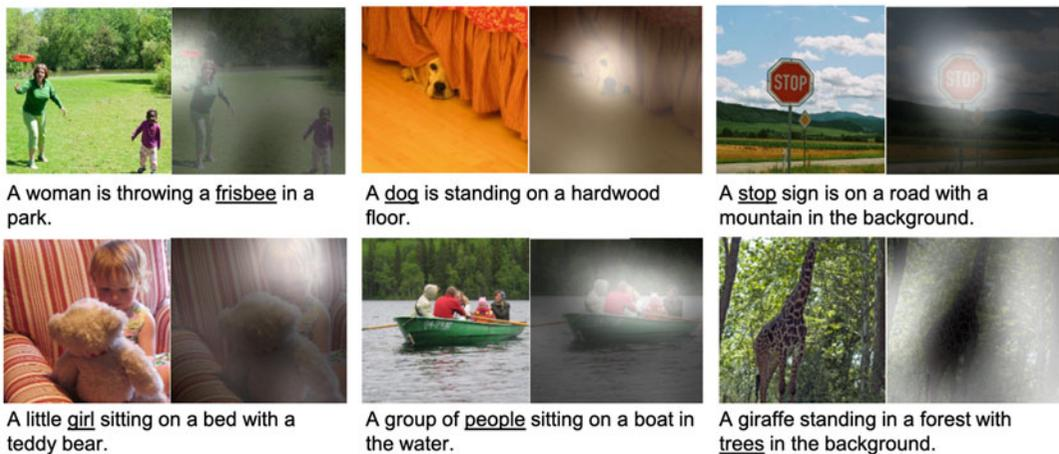 STOP
STOP
A woman is throwing a frisbee in a
park.
A dog is standing on a hardwood
floor.
A stop sign is on a road with a
mountain in the background.
A little girl sitting on a bed with a
teddy bear.
A group of people sitting on a boat in
the water.
A giraffe standing in a forest with
trees in the background.